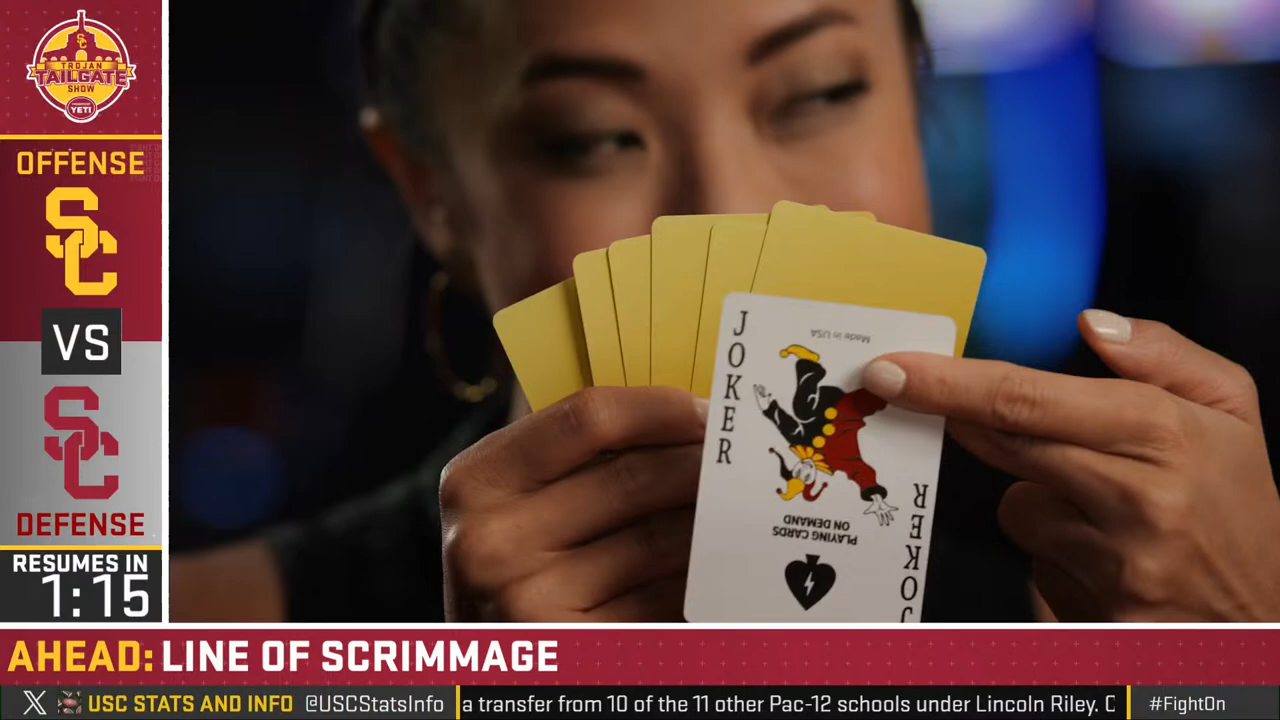 SC
TROJAN
TAILGATE
SHOW
YETI
OFFENSE
SC
VS
SC
DEFENSE
RESUMES IN
1:15
JOKER
Made in USA
PLAYING CARDS
ON DEMAND
JOKER
AHEAD: LINE OF SCRIMMAGE
X USC STATS AND INFO @USCStatsInfo a transfer from 10 of the 11 other Pac-12 schools under Lincoln Riley. #FightOn